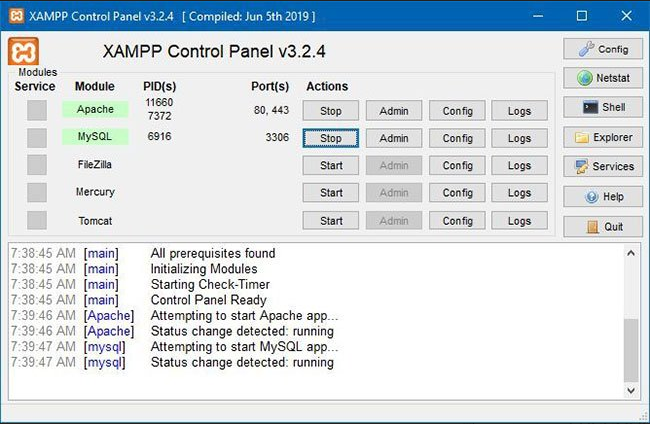 XAMPP Control Panel v3.2.4 [ Compiled: Jun 5th 2019 ]
XAMPP Control Panel v3.2.4
Config
Modules
Service Module PID(s) Port(s) Actions
Netstat
Apache 11660 7372 80, 443 Stop Admin Config Logs
Shell
MySQL 6916 3306 Stop Admin Config Logs
Explorer
FileZilla Start Admin Config Logs
Services
Mercury Start Admin Config Logs
Help
Tomcat Start Admin Config Logs
Quit
7:38:45 AM [main] All prerequisites found
7:38:45 AM [main] Initializing Modules
7:38:45 AM [main] Starting Check-Timer
7:38:45 AM [main] Control Panel Ready
7:39:46 AM [Apache] Attempting to start Apache app...
7:39:46 AM [Apache] Status change detected: running
7:39:47 AM [mysql] Attempting to start MySQL app...
7:39:47 AM [mysql] Status change detected: running